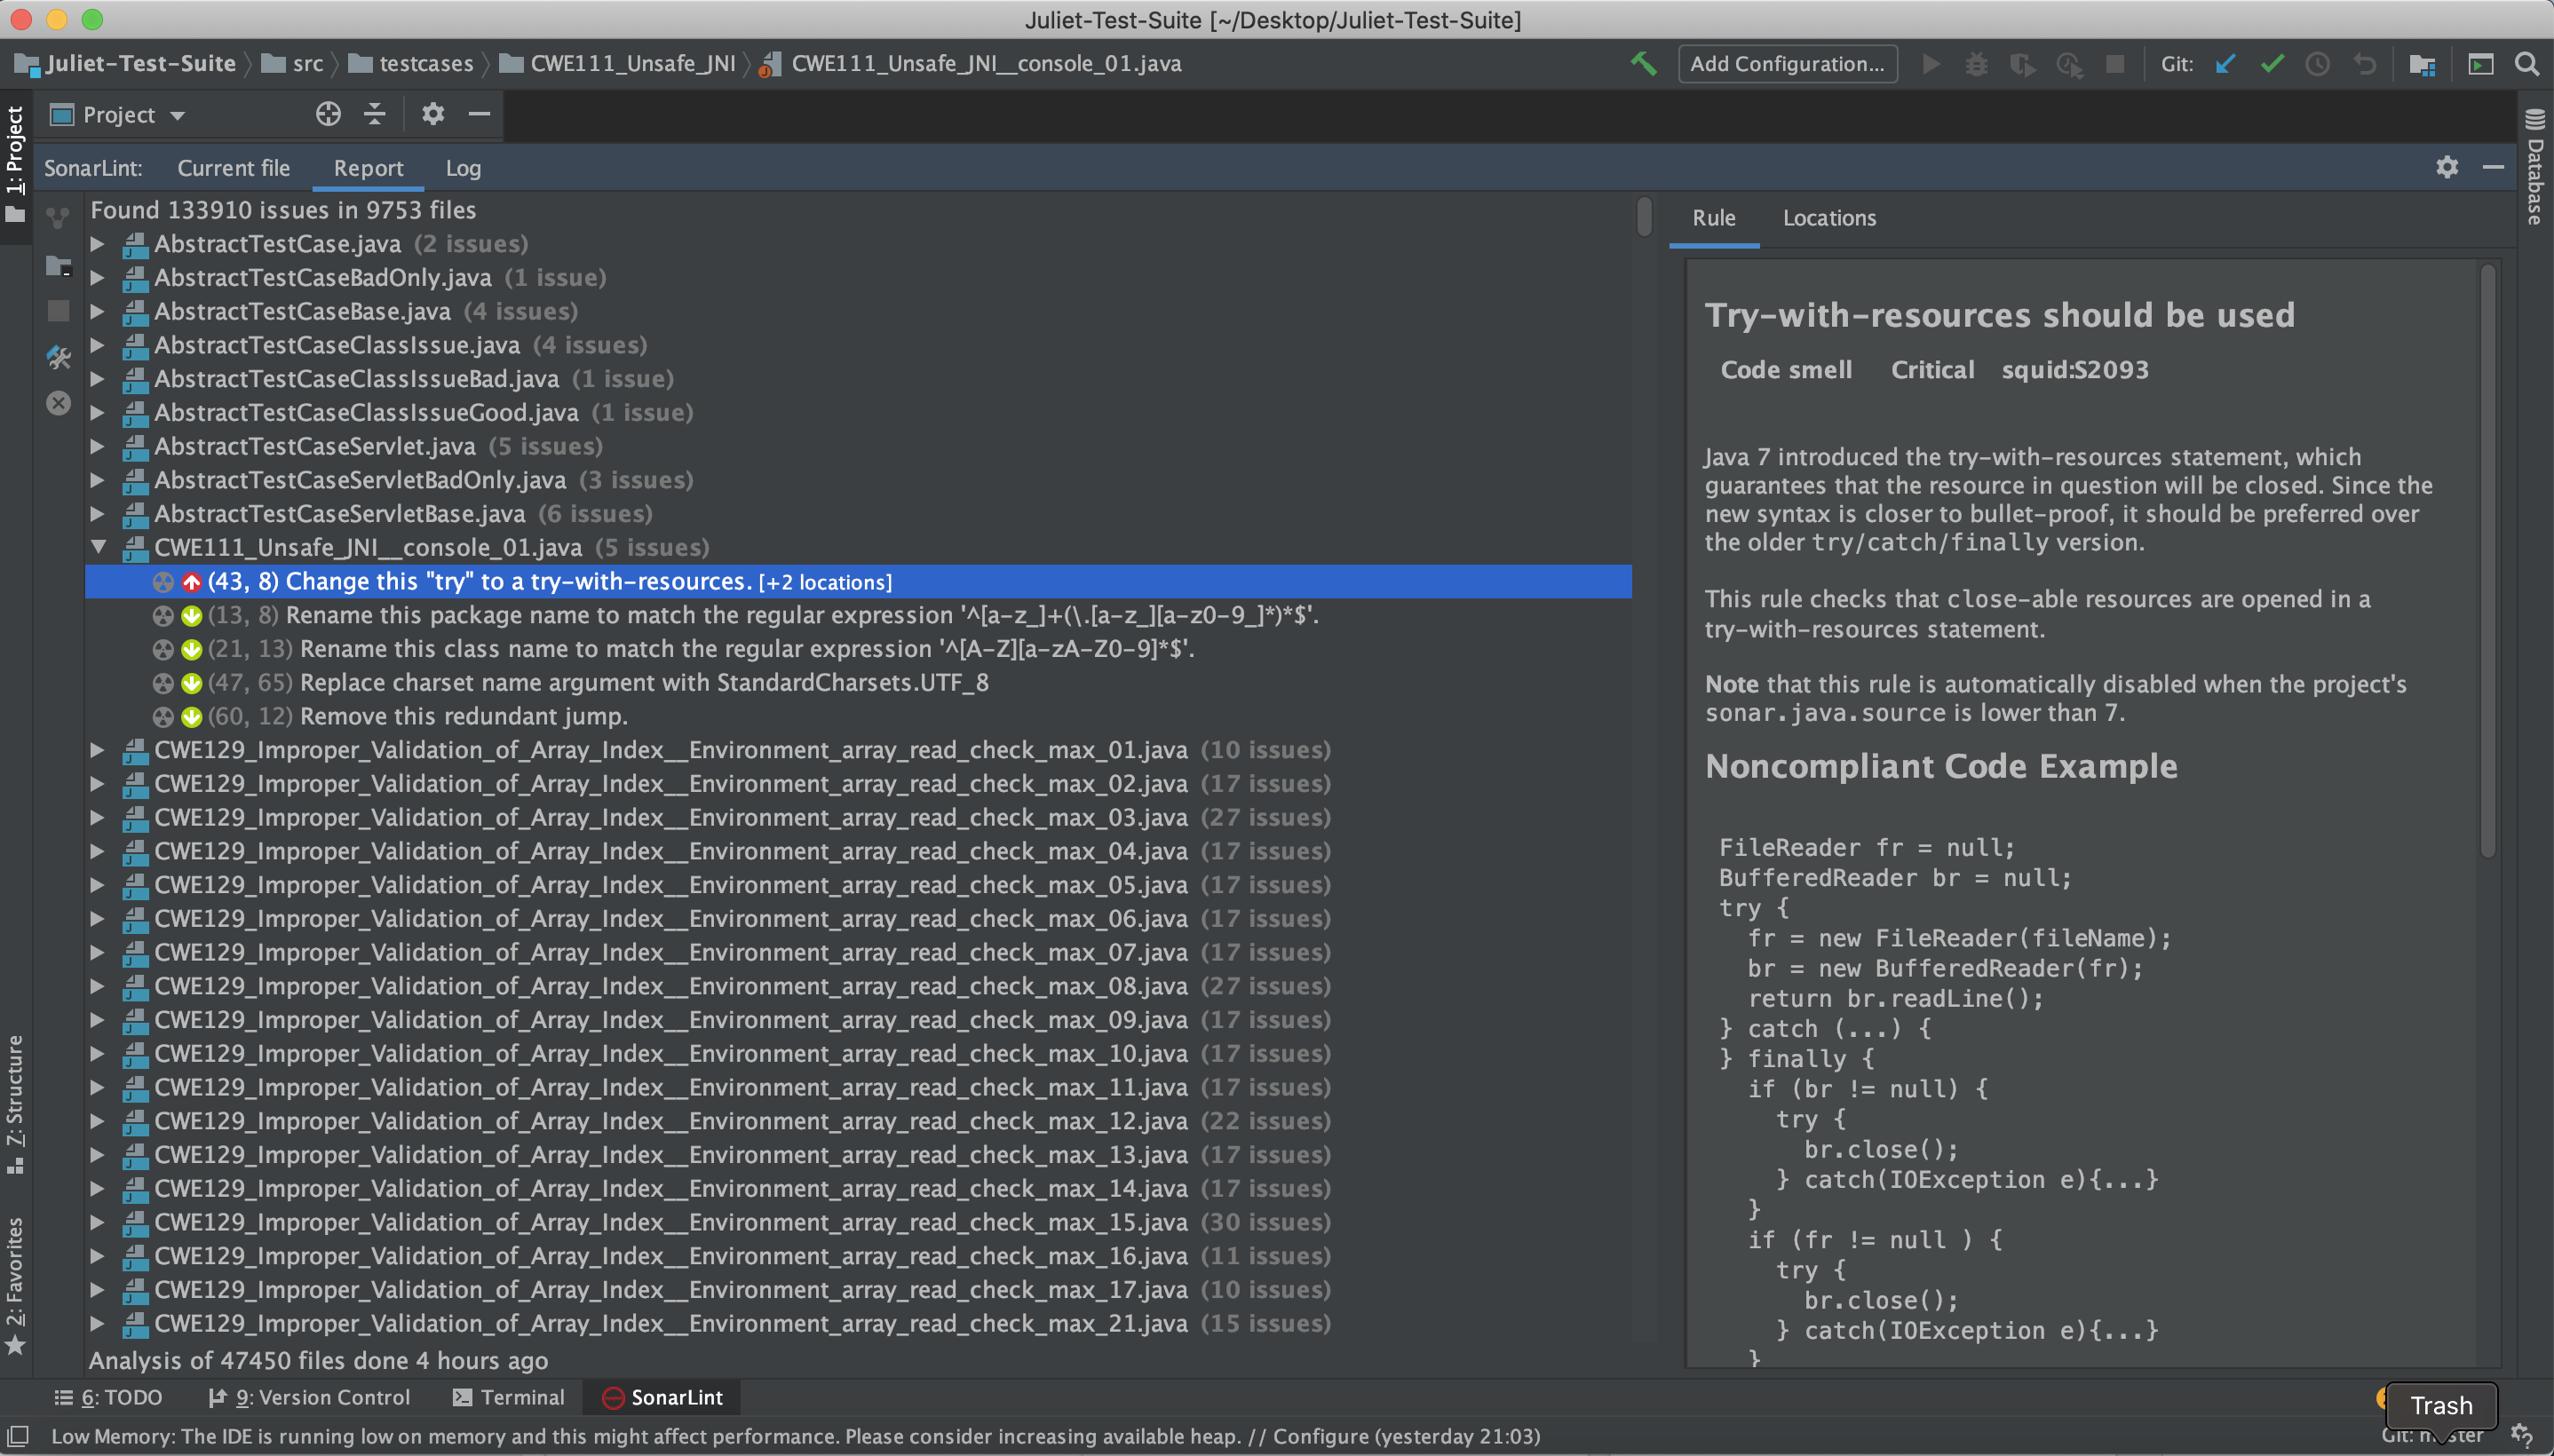 Juliet-Test-Suite [~/Desktop/Juliet-Test-Suite]
Juliet-Test-Suite src testcases CWE111_Unsafe_JNI CWE111_Unsafe_JNI__console_01.java Add Configuration... Git:
1: Project
Project
Database
SonarLint: Current file Report Log
Found 133910 issues in 9753 files
AbstractTestCase.java (2 issues)
AbstractTestCaseBadOnly.java (1 issue)
AbstractTestCaseBase.java (4 issues)
AbstractTestCaseClassIssue.java (4 issues)
AbstractTestCaseClassIssueBad.java (1 issue)
AbstractTestCaseClassIssueGood.java (1 issue)
AbstractTestCaseServlet.java (5 issues)
AbstractTestCaseServletBadOnly.java (3 issues)
AbstractTestCaseServletBase.java (6 issues)
CWE111_Unsafe_JNI__console_01.java (5 issues)
(43, 8) Change this "try" to a try-with-resources. [+2 locations]
(13, 8) Rename this package name to match the regular expression '^[a-z_]+(\.[a-z_][a-z0-9_]*)*$'.
(21, 13) Rename this class name to match the regular expression '^[A-Z][a-zA-Z0-9]*$'.
(47, 65) Replace charset name argument with StandardCharsets.UTF_8
(60, 12) Remove this redundant jump.
CWE129_Improper_Validation_of_Array_Index__Environment_array_read_check_max_01.java (10 issues)
CWE129_Improper_Validation_of_Array_Index__Environment_array_read_check_max_02.java (17 issues)
CWE129_Improper_Validation_of_Array_Index__Environment_array_read_check_max_03.java (27 issues)
CWE129_Improper_Validation_of_Array_Index__Environment_array_read_check_max_04.java (17 issues)
CWE129_Improper_Validation_of_Array_Index__Environment_array_read_check_max_05.java (17 issues)
CWE129_Improper_Validation_of_Array_Index__Environment_array_read_check_max_06.java (17 issues)
CWE129_Improper_Validation_of_Array_Index__Environment_array_read_check_max_07.java (17 issues)
CWE129_Improper_Validation_of_Array_Index__Environment_array_read_check_max_08.java (27 issues)
CWE129_Improper_Validation_of_Array_Index__Environment_array_read_check_max_09.java (17 issues)
CWE129_Improper_Validation_of_Array_Index__Environment_array_read_check_max_10.java (17 issues)
CWE129_Improper_Validation_of_Array_Index__Environment_array_read_check_max_11.java (17 issues)
CWE129_Improper_Validation_of_Array_Index__Environment_array_read_check_max_12.java (22 issues)
CWE129_Improper_Validation_of_Array_Index__Environment_array_read_check_max_13.java (17 issues)
CWE129_Improper_Validation_of_Array_Index__Environment_array_read_check_max_14.java (17 issues)
CWE129_Improper_Validation_of_Array_Index__Environment_array_read_check_max_15.java (30 issues)
CWE129_Improper_Validation_of_Array_Index__Environment_array_read_check_max_16.java (11 issues)
CWE129_Improper_Validation_of_Array_Index__Environment_array_read_check_max_17.java (10 issues)
CWE129_Improper_Validation_of_Array_Index__Environment_array_read_check_max_21.java (15 issues)
Analysis of 47450 files done 4 hours ago
Rule Locations
Try-with-resources should be used
Code smell Critical squid:S2093
Java 7 introduced the try-with-resources statement, which
guarantees that the resource in question will be closed. Since the
new syntax is closer to bullet-proof, it should be preferred over
the older try/catch/finally version.
This rule checks that close-able resources are opened in a
try-with-resources statement.
Note that this rule is automatically disabled when the project's
sonar.java.source is lower than 7.
Noncompliant Code Example
FileReader fr = null;
BufferedReader br = null;
try {
fr = new FileReader(fileName);
br = new BufferedReader(fr);
return br.readLine();
} catch (...) {
} finally {
if (br != null) {
try {
br.close();
} catch(IOException e){...}
}
if (fr != null ) {
try {
br.close();
} catch(IOException e){...}
}
7: Structure
2: Favorites
6: TODO 9: Version Control Terminal SonarLint
Trash
Low Memory: The IDE is running low on memory and this might affect performance. Please consider increasing available heap. // Configure (yesterday 21:03)
Git: